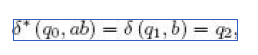 δ* (q₀, ab) = δ (q₁, b) = q₂,